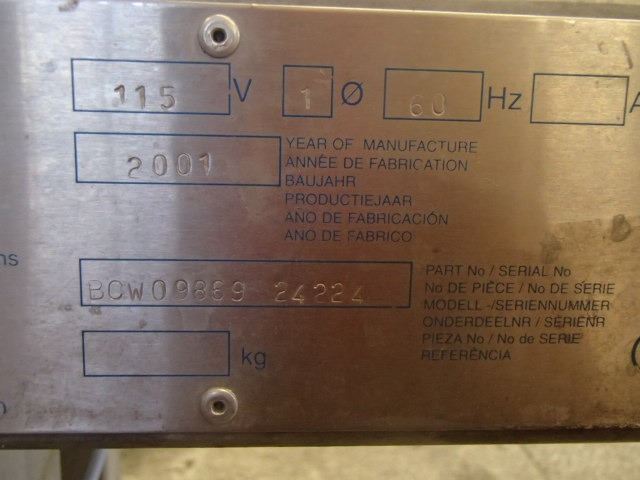 115 V 1 Ø 60 Hz A
2001
YEAR OF MANUFACTURE
ANNÉE DE FABRICATION
BAUJAHR
PRODUCTIEJAAR
AÑO DE FABRICACIÓN
ANO DE FABRICO
ns
BCW09869 24224
PART No / SERIAL No
No DE PIÈCE / No DE SERIE
MODELL-/SERIENNUMMER
ONDERDEELNR / SERIENR
PIEZA No / No de SERIE
REFERÊNCIA
kg